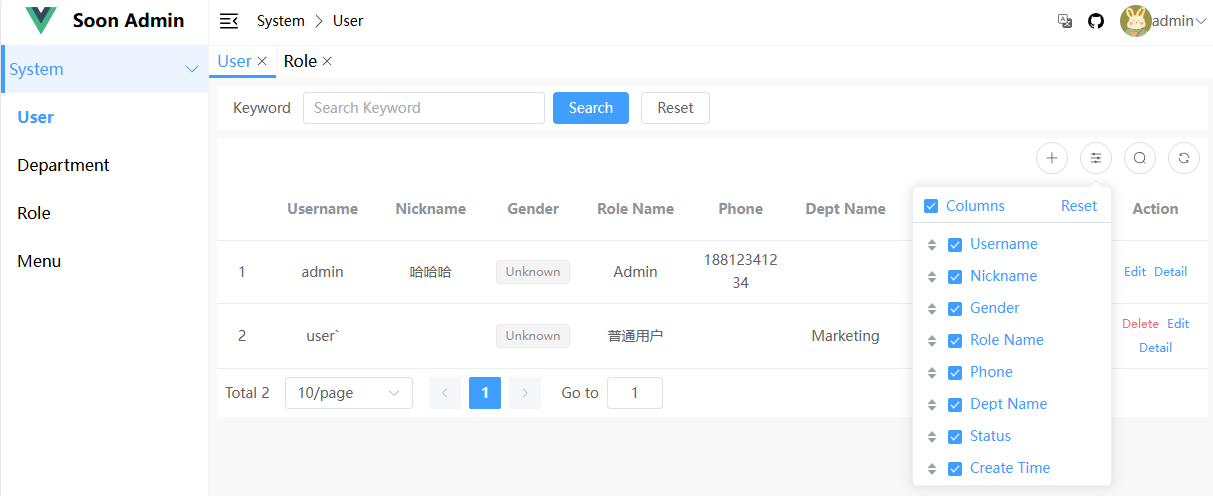 Soon Admin
System > User
admin
System
User
Department
Role
Menu
User
Role
Keyword
Search Keyword
Search
Reset
Username Nickname Gender Role Name Phone Dept Name Action
1 admin 哈哈哈 Unknown Admin 188123412
34
Edit Detail
2 user` Unknown 普通用户 Marketing
Delete Edit
Detail
Total 2
10/page
1
Go to
1
Columns
Reset
Username
Nickname
Gender
Role Name
Phone
Dept Name
Status
Create Time